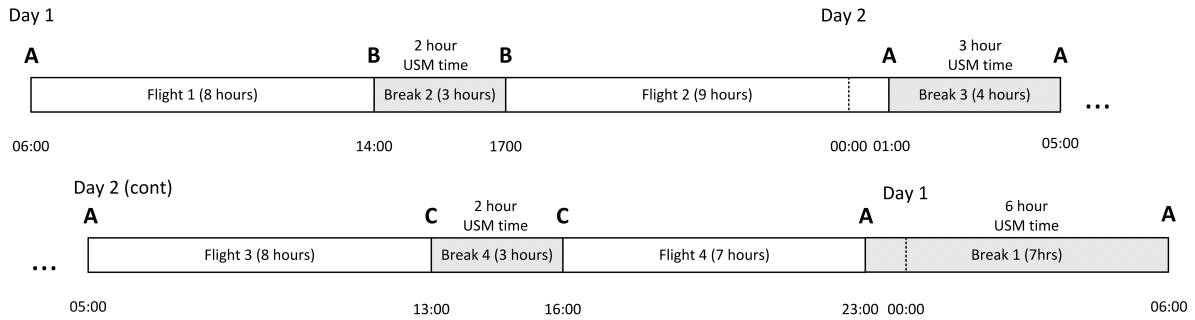 Day 1
Day 2
A
B
2 hour
USM time
B
A
3 hour
USM time
A
Flight 1 (8 hours)
Break 2 (3 hours)
Flight 2 (9 hours)
Break 3 (4 hours)
...
06:00
14:00
1700
00:00
01:00
05:00
Day 2 (cont)
Day 1
A
C
2 hour
USM time
C
A
6 hour
USM time
A
...
Flight 3 (8 hours)
Break 4 (3 hours)
Flight 4 (7 hours)
Break 1 (7hrs)
05:00
13:00
16:00
23:00
00:00
06:00